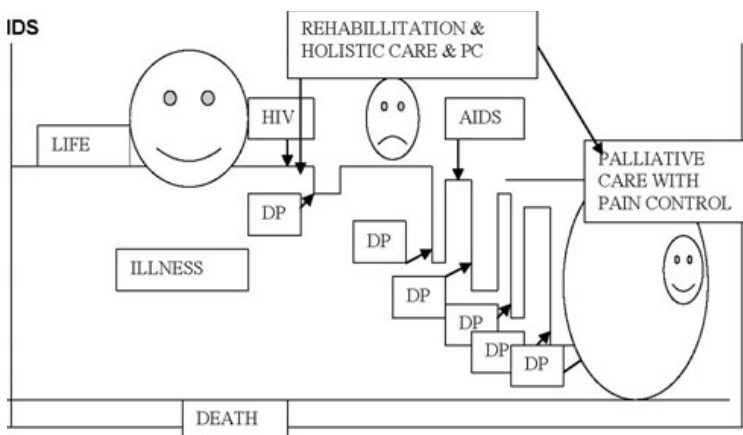 IDS
REHABILLITATION &
HOLISTIC CARE & PC
HIV
AIDS
LIFE
PALLIATIVE
CARE WITH
PAIN CONTROL
DP
DP
ILLNESS
DP
DP
DP
DP
DEATH